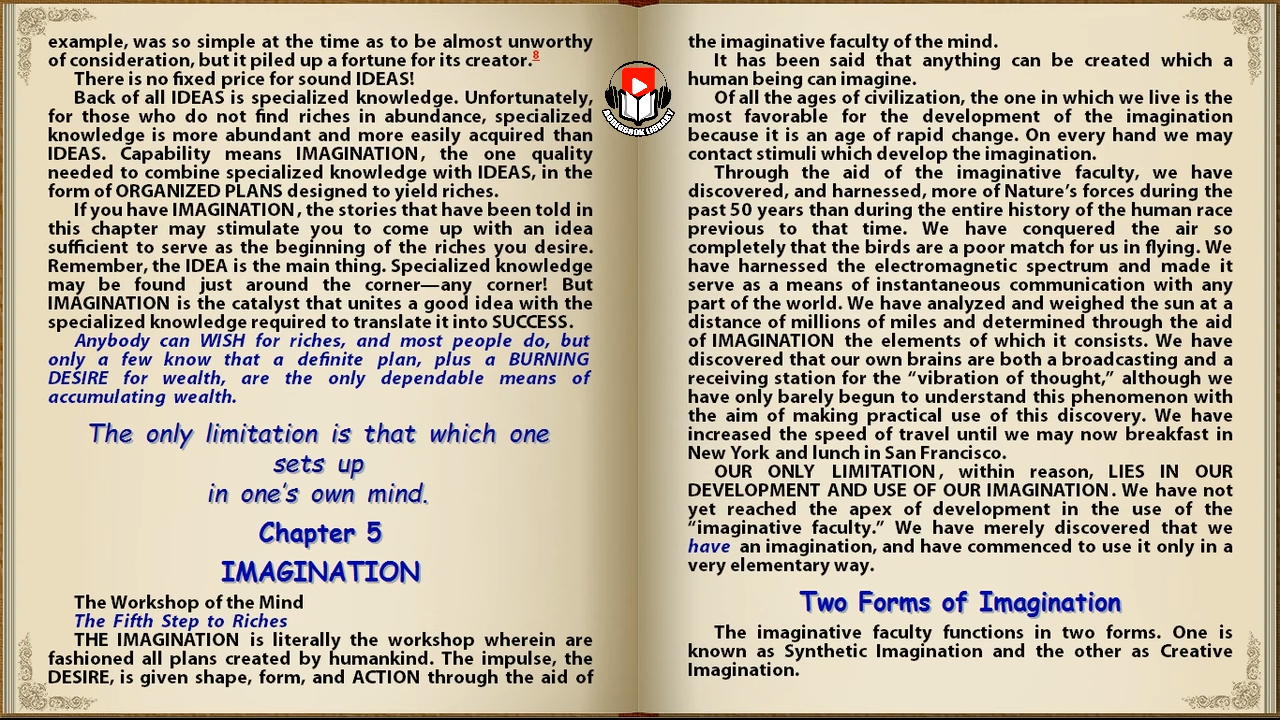 example, was so simple at the time as to be almost unworthy
of consideration, but it piled up a fortune for its creator.8
There is no fixed price for sound IDEAS!
Back of all IDEAS is specialized knowledge. Unfortunately,
for those who do not find riches in abundance, specialized
knowledge is more abundant and more easily acquired than
IDEAS. Capability means IMAGINATION, the one quality
needed to combine specialized knowledge with IDEAS, in the
form of ORGANIZED PLANS designed to yield riches.
If you have IMAGINATION, the stories that have been told in
this chapter may stimulate you to come up with an idea
sufficient to serve as the beginning of the riches you desire.
Remember, the IDEA is the main thing. Specialized knowledge
may be found just around the corner—any corner! But
IMAGINATION is the catalyst that unites a good idea with the
specialized knowledge required to translate it into SUCCESS.
Anybody can WISH for riches, and most people do, but
only a few know that a definite plan, plus a BURNING
DESIRE for wealth, are the only dependable means of
accumulating wealth.
The only limitation is that which one
sets up
in one's own mind.
Chapter 5
IMAGINATION
The Workshop of the Mind
The Fifth Step to Riches
THE IMAGINATION is literally the workshop wherein are
fashioned all plans created by humankind. The impulse, the
DESIRE, is given shape, form, and ACTION through the aid of
AUDIOBOOK LIBRARY
the imaginative faculty of the mind.
It has been said that anything can be created which a
human being can imagine.
Of all the ages of civilization, the one in which we live is the
most favorable for the development of the imagination
because it is an age of rapid change. On every hand we may
contact stimuli which develop the imagination.
Through the aid of the imaginative faculty, we have
discovered, and harnessed, more of Nature's forces during the
past 50 years than during the entire history of the human race
previous to that time. We have conquered the air so
completely that the birds are a poor match for us in flying. We
have harnessed the electromagnetic spectrum and made it
serve as a means of instantaneous communication with any
part of the world. We have analyzed and weighed the sun at a
distance of millions of miles and determined through the aid
of IMAGINATION the elements of which it consists. We have
discovered that our own brains are both a broadcasting and a
receiving station for the “vibration of thought,” although we
have only barely begun to understand this phenomenon with
the aim of making practical use of this discovery. We have
increased the speed of travel until we may now breakfast in
New York and lunch in San Francisco.
OUR ONLY LIMITATION, within reason, LIES IN OUR
DEVELOPMENT AND USE OF OUR IMAGINATION. We have not
yet reached the apex of development in the use of the
“imaginative faculty.” We have merely discovered that we
have an imagination, and have commenced to use it only in a
very elementary way.
Two Forms of Imagination
The imaginative faculty functions in two forms. One is
known as Synthetic Imagination and the other as Creative
Imagination.